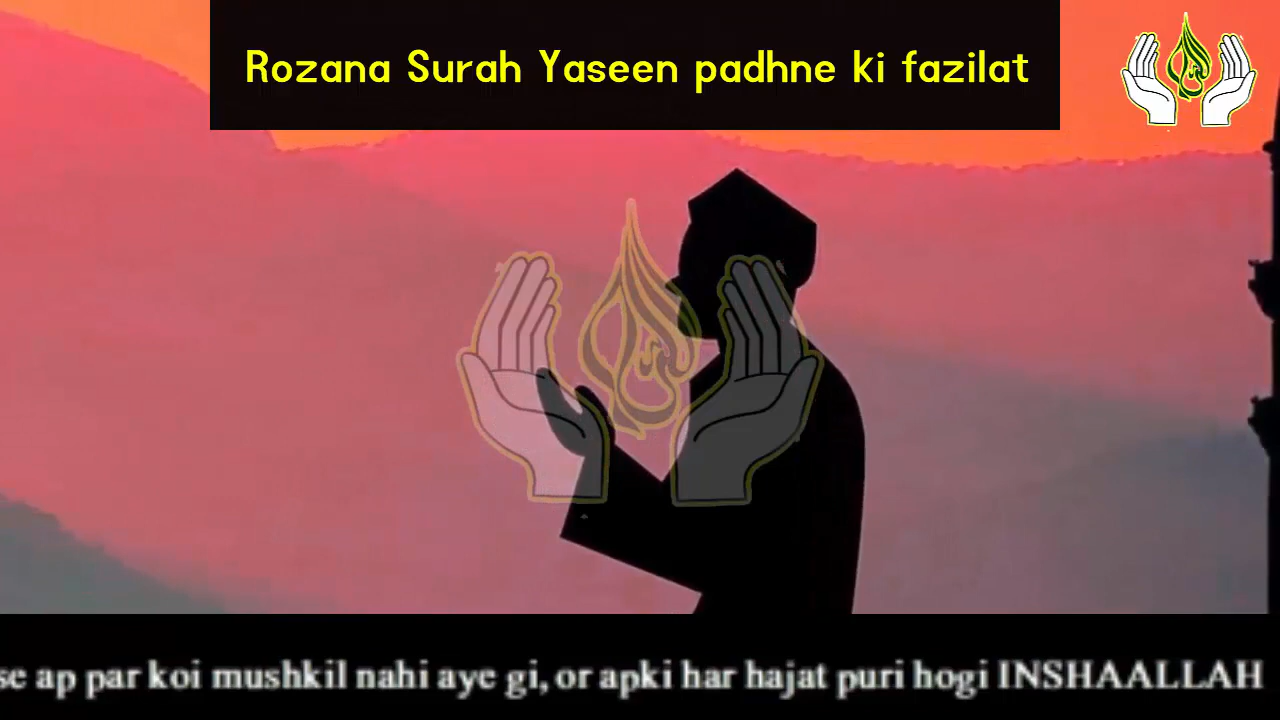 Rozana Surah Yaseen padhne ki fazilat
se ap par koi mushkil nahi aye gi, or apki har hajat puri hogi INSHAALLAH